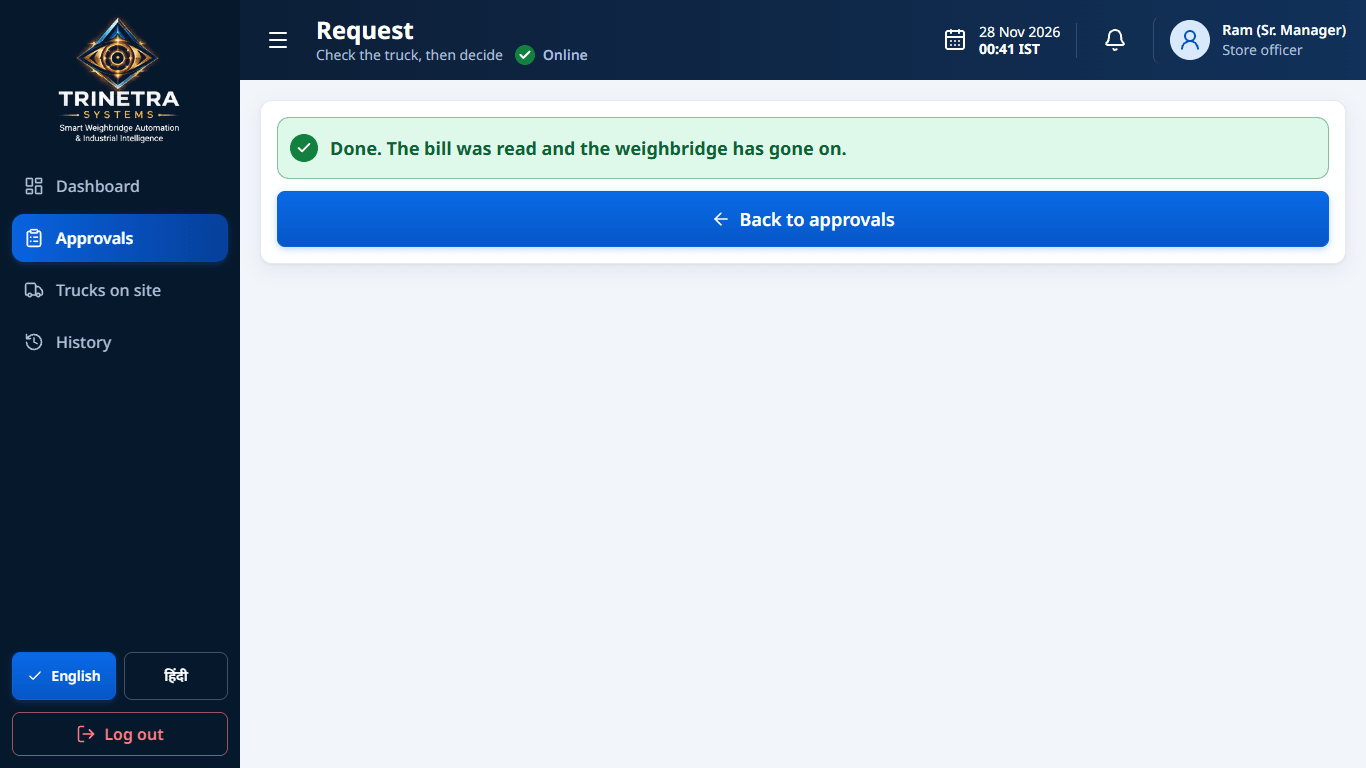 TRINETRA
SYSTEMS
Smart Weighbridge Automation
& Industrial Intelligence
Dashboard
Approvals
Trucks on site
History
English
हिंदी
Log out
Request
Check the truck, then decide
Online
28 Nov 2026
00:41 IST
Ram (Sr. Manager)
Store officer
Done. The bill was read and the weighbridge has gone on.
Back to approvals